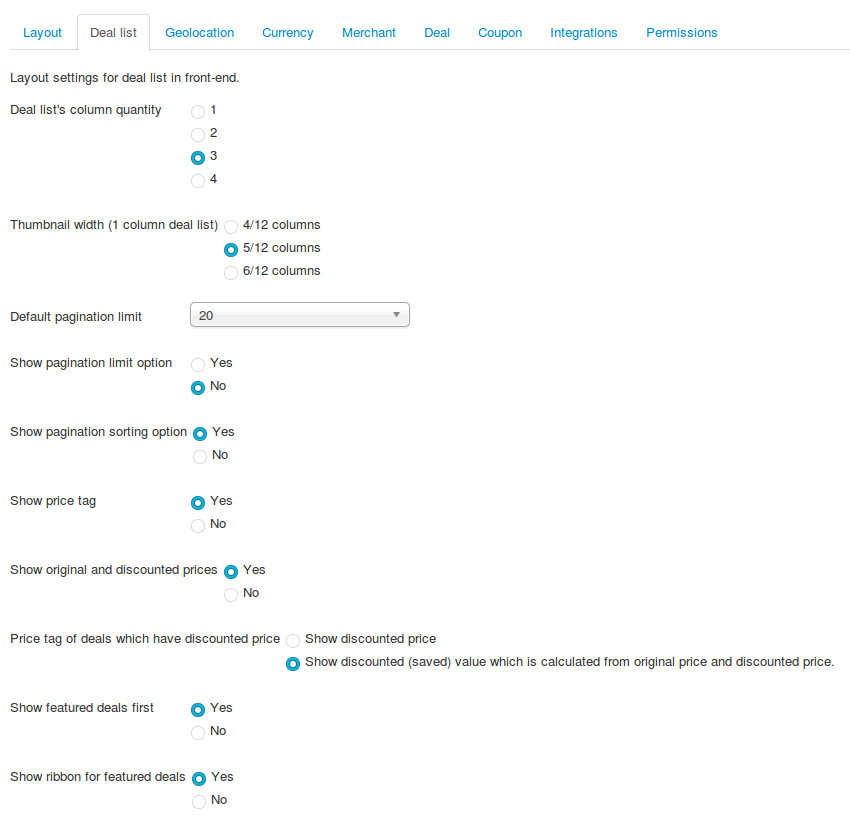 Layout Deal list Geolocation Currency Merchant Deal Coupon Integrations Permissions
Layout settings for deal list in front-end.
Deal list's column quantity 1
2
3
4
Thumbnail width (1 column deal list) 4/12 columns
5/12 columns
6/12 columns
Default pagination limit 20
Show pagination limit option Yes
No
Show pagination sorting option Yes
No
Show price tag Yes
No
Show original and discounted prices Yes
No
Price tag of deals which have discounted price Show discounted price
Show discounted (saved) value which is calculated from original price and discounted price.
Show featured deals first Yes
No
Show ribbon for featured deals Yes
No